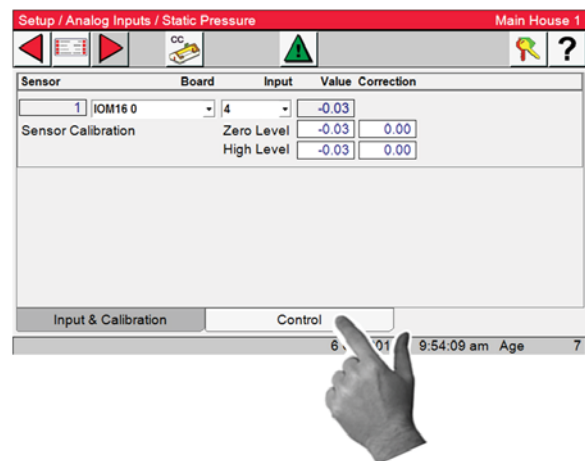 Setup / Analog Inputs / Static Pressure Main House 1
CC
?
Sensor Board Input Value Correction
1 IOM16 0 4 -0.03
Sensor Calibration Zero Level -0.03 0.00
High Level -0.03 0.00
Input & Calibration Control
6 9:54:09 am Age 7